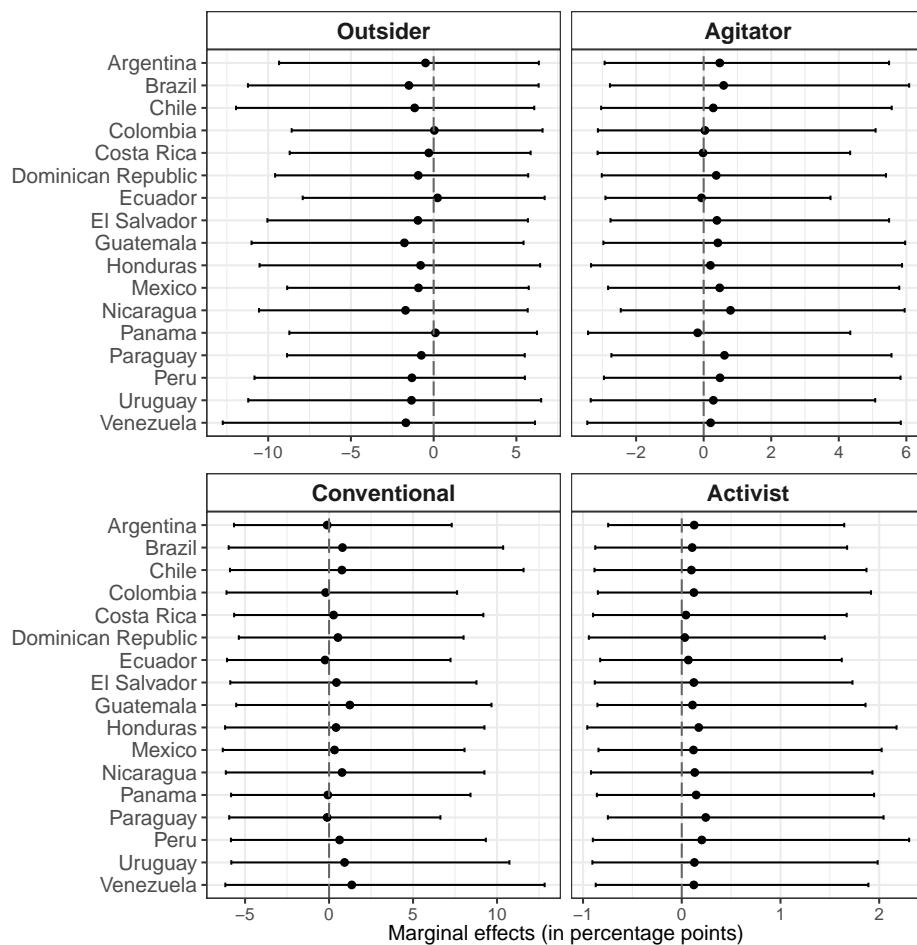 Outsider Agitator
Argentina
Brazil
Chile
Colombia
Costa Rica
Dominican Republic
Ecuador
El Salvador
Guatemala
Honduras
Mexico
Nicaragua
Panama
Paraguay
Peru
Uruguay
Venezuela
−10 −5 0 5 −2 0 2 4 6
Conventional Activist
Argentina
Brazil
Chile
Colombia
Costa Rica
Dominican Republic
Ecuador
El Salvador
Guatemala
Honduras
Mexico
Nicaragua
Panama
Paraguay
Peru
Uruguay
Venezuela
−5 0 5 10 −1 0 1 2
Marginal effects (in percentage points)